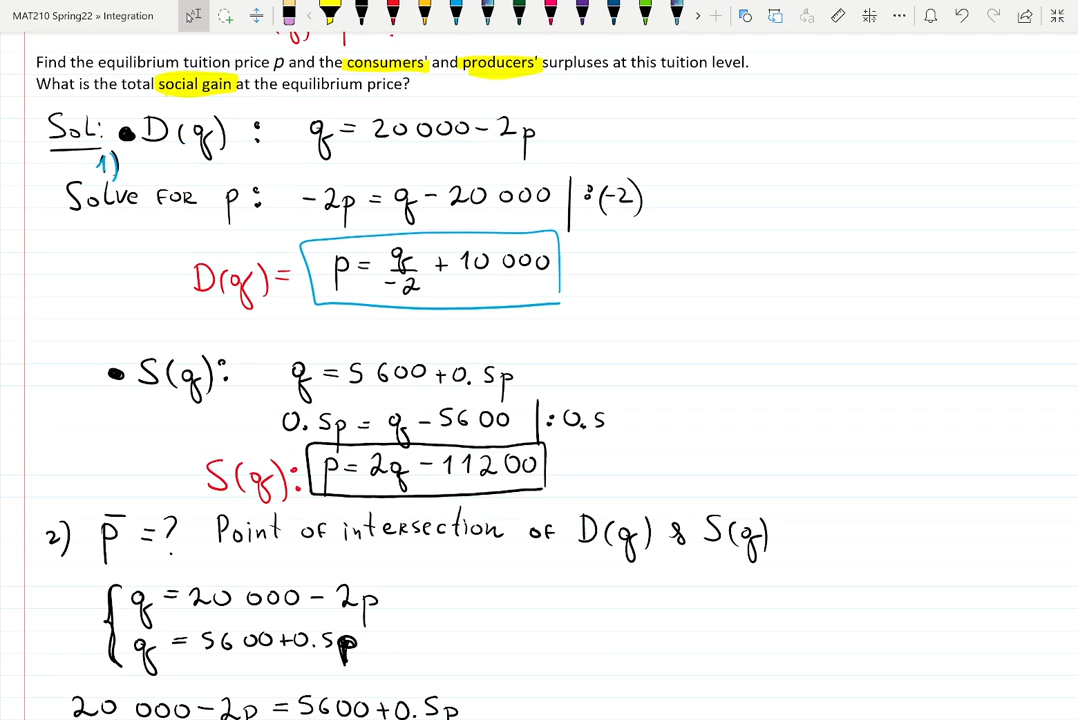 MAT210 Spring22 » Integration
Find the equilibrium tuition price p and the consumers' and producers' surpluses at this tuition level.
What is the total social gain at the equilibrium price?
Sol: • D(q) : q = 20 000 - 2p
1)
Solve FOR p: -2p = q - 20 000 | :(-2)
D(q) = p = q/-2 + 10 000
• S(q): q = 5 600 + 0.5p
0.5p = q - 5600 | : 0.5
S(q): p = 2q - 11200
2) p̄ = ? Point of intersection of D(q) & S(q)
{ q = 20 000 - 2p
q = 5600 + 0.5p
20 000 - 2p = 5600 + 0.5p